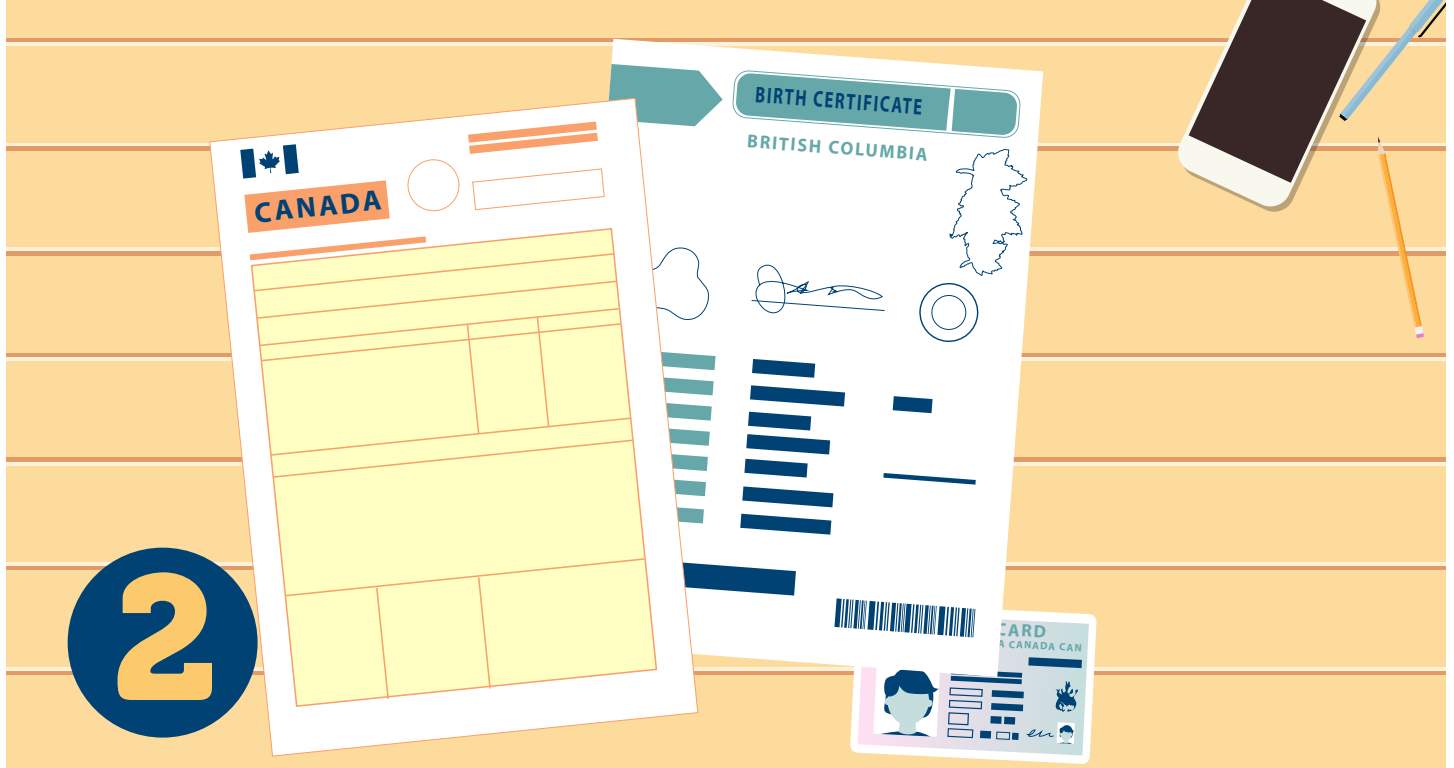 CANADA
BIRTH CERTIFICATE
BRITISH COLUMBIA
2
CARD
CANADA CAN